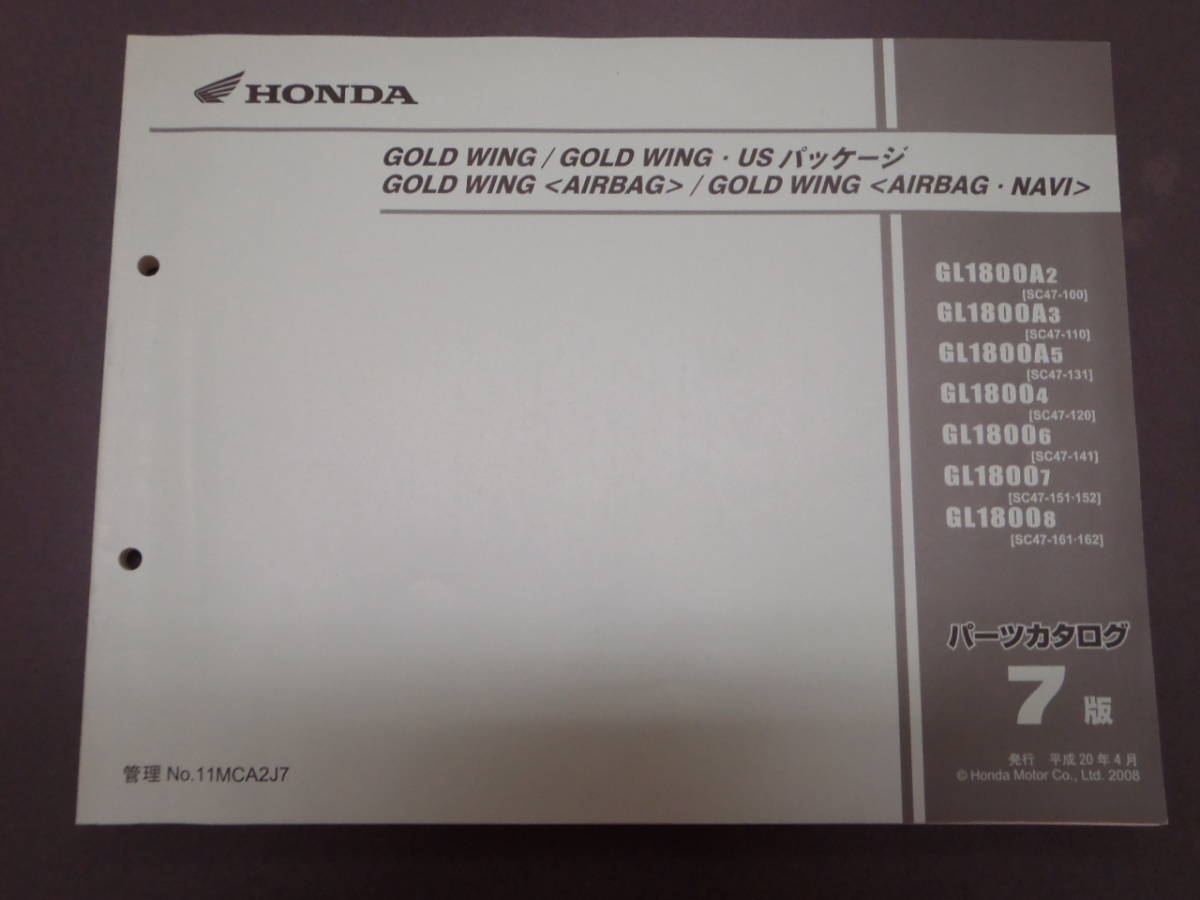 HONDA
GOLD WING / GOLD WING · US パッケージ
GOLD WING <AIRBAG> / GOLD WING <AIRBAG · NAVI>
GL1800A2
[SC47-100]
GL1800A3
[SC47-110]
GL1800A5
[SC47-131]
GL18004
[SC47-120]
GL18006
[SC47-141]
GL18007
[SC47-151·152]
GL18008
[SC47-161·162]
パーツカタログ
7版
発行 平成20年4月
© Honda Motor Co., Ltd. 2008
管理 No.11MCA2J7